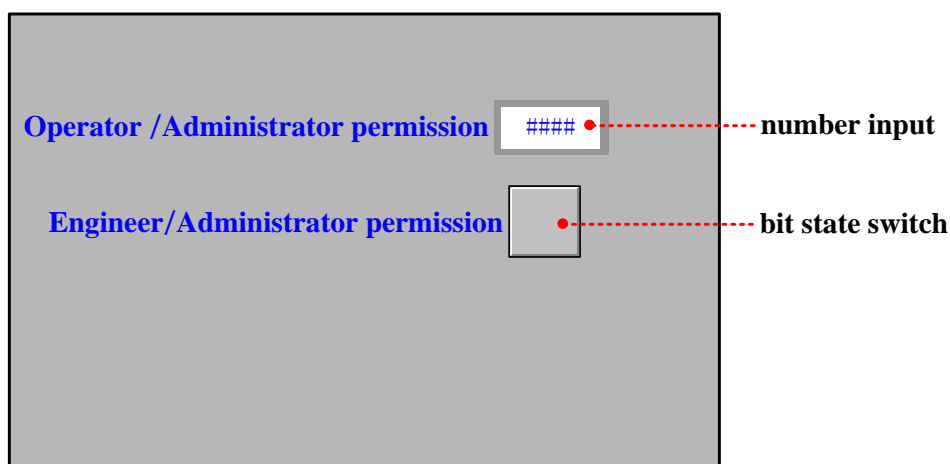 Operator /Administrator permission #### number input
Engineer/Administrator permission bit state switch